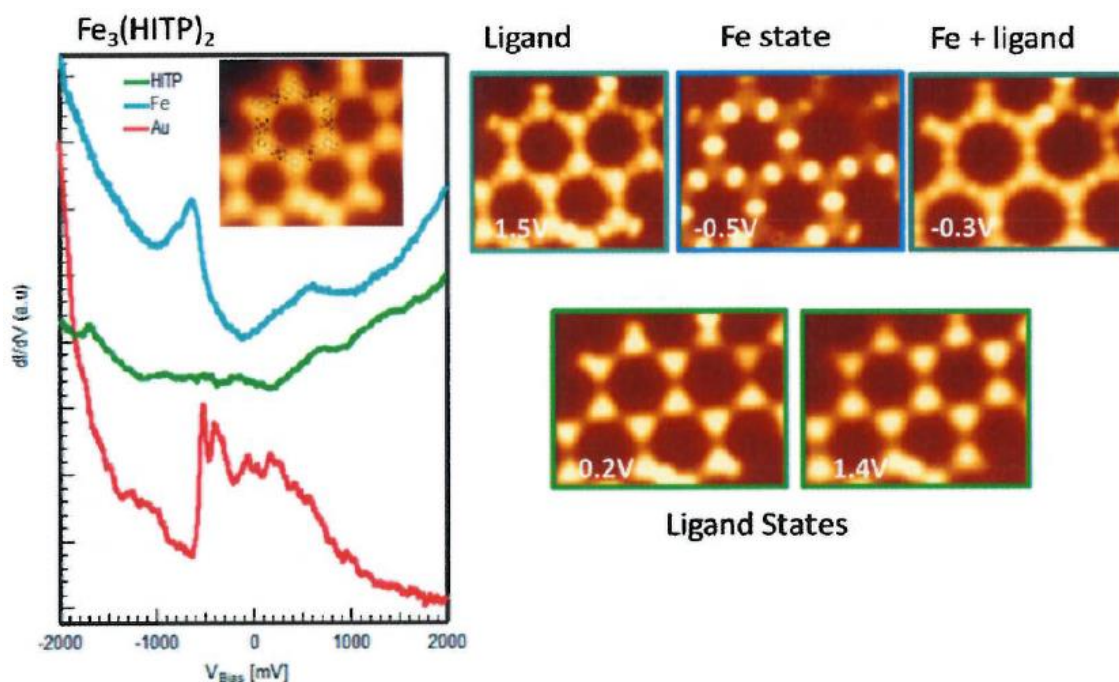 Fe₃(HITP)₂
Ligand
Fe state
Fe + ligand
HITP
Fe
Au
1.5V
-0.5V
-0.3V
dI/dV (a.u)
0.2V
1.4V
Ligand States
-2000
-1000
0
1000
2000
V_Bias [mV]